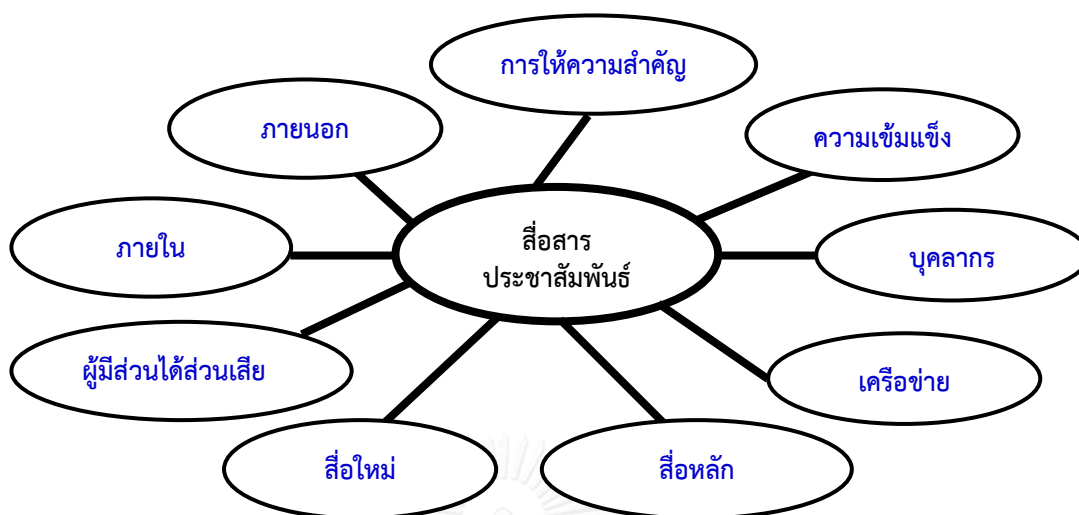 การให้ความสำคัญ
ภายนอก
ความเข้มแข็ง
ภายใน
สื่อสาร
ประชาสัมพันธ์
บุคลากร
ผู้มีส่วนได้ส่วนเสีย
เครือข่าย
สื่อใหม่
สื่อหลัก